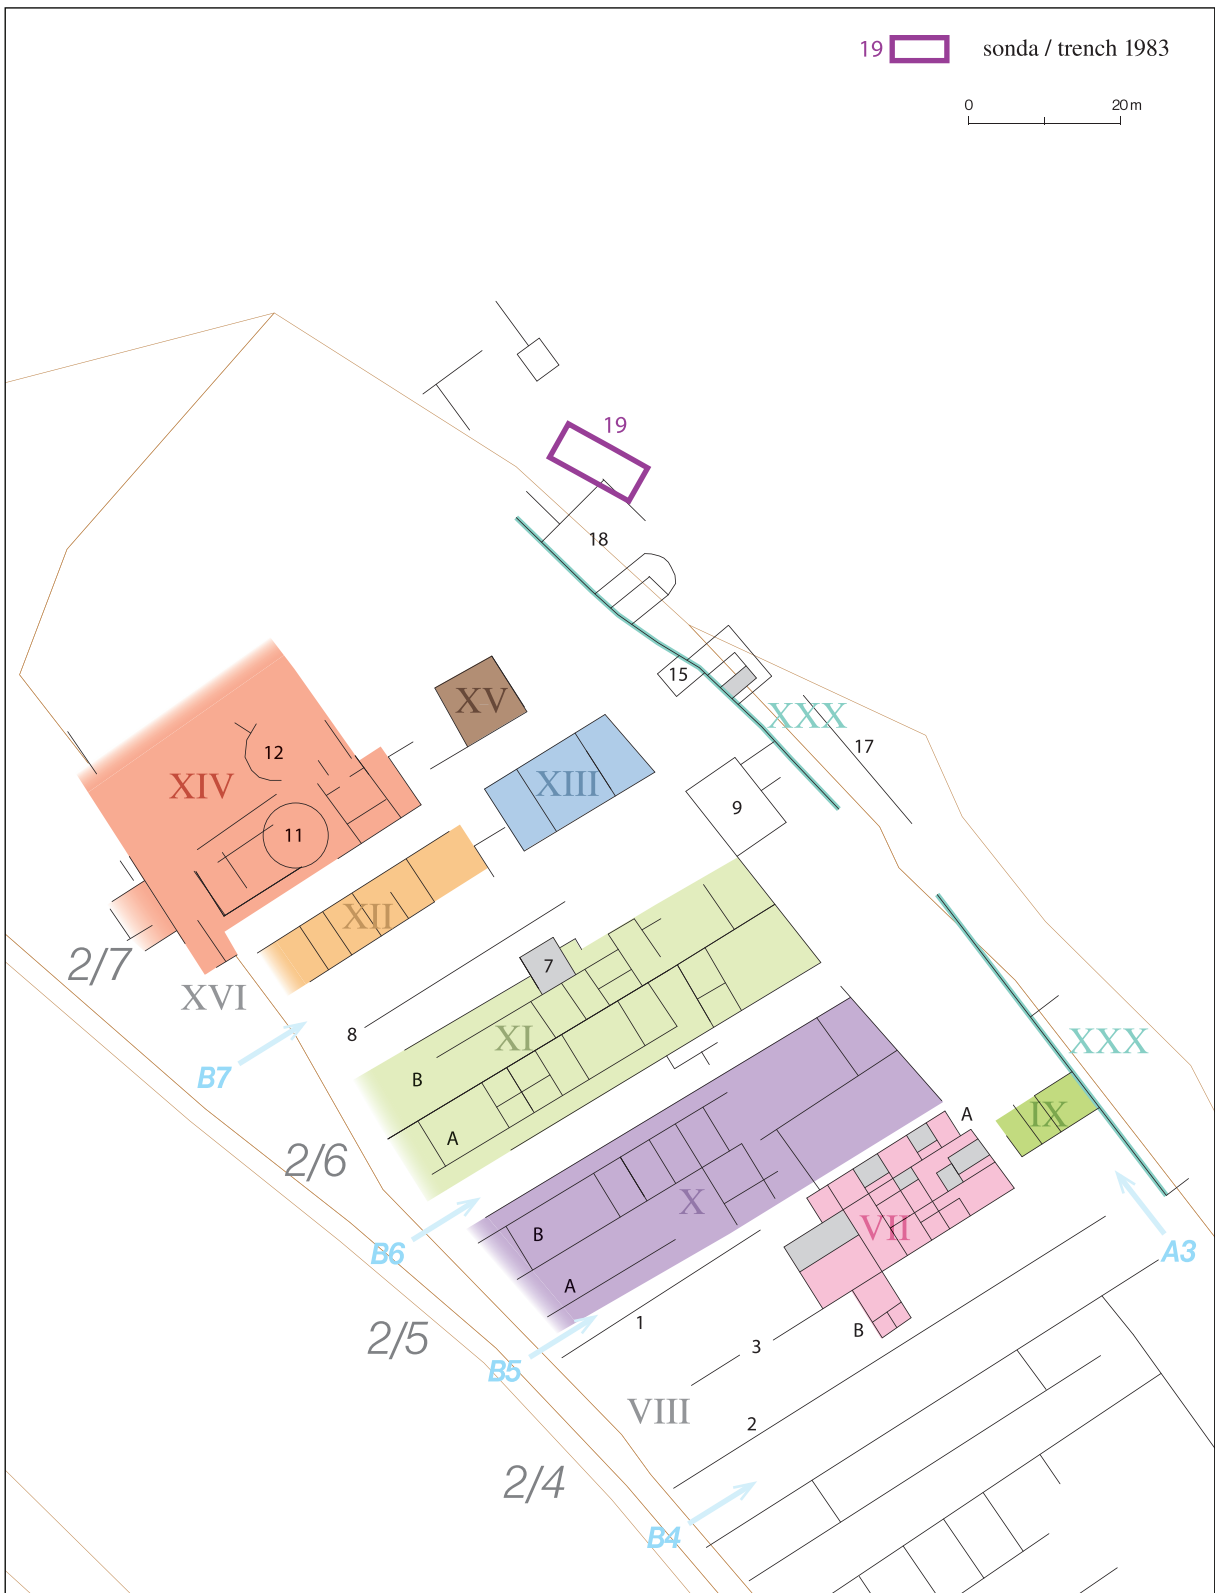 19 sonda / trench 1983
0 20 m
19
18
15
XXX
17
XV
12
XIV
XIII
11
9
XII
2/7
XVI
7
8
XI
B7
B
XXX
A
A
IX
2/6
X
VII
B
B6
A3
A
1
B
2/5
3
B5
VIII
2
2/4
B4